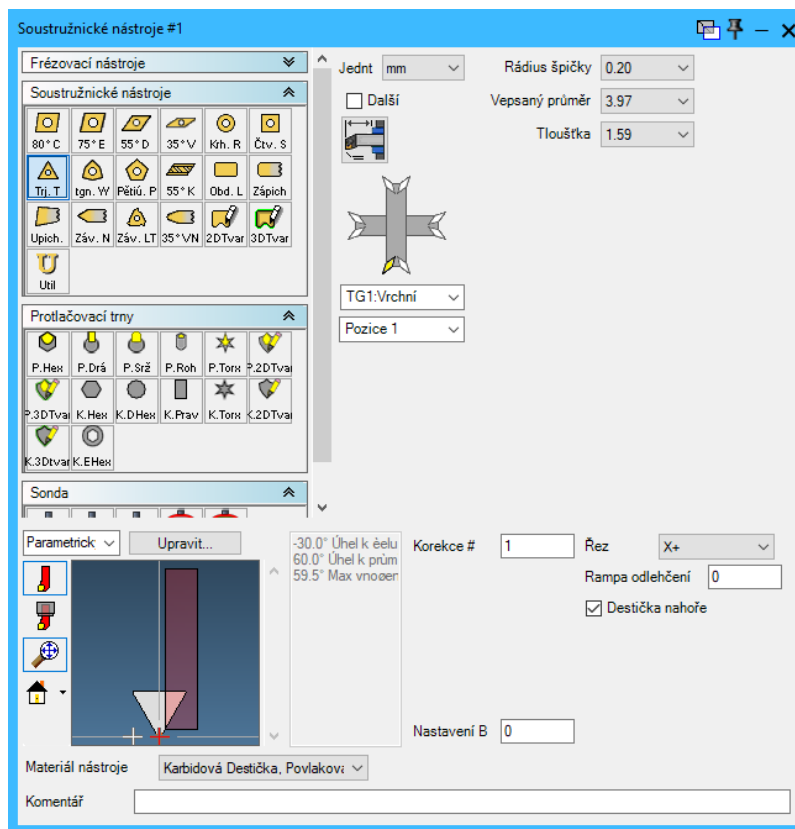 Soustružnické nástroje #1
Frézovací nástroje
Soustružnické nástroje
80°C 75°E 55°D 35°V Krh. R Čtv. S
Trj. T tgn. W Pětiú. P 55°K Obd. L Zápich
Upich. Záv. N Záv. LT 35°VN 2DTvar 3DTvar
Util
Protlačovací trny
P.Hex P.Drá P.Srž P.Roh P.Torx P.2DTvar
P.3DTvar K.Hex K.DHex K.Prav K.Torx K.2DTvar
K.3Dtvar K.EHex
Sonda
Jednt mm
Další
TG1:Vrchní
Pozice 1
Rádius špičky 0.20
Vepsaný průměr 3.97
Tloušťka 1.59
Parametrick
Upravit...
-30.0° Úhel k èelu
60.0° Úhel k prùm
59.5° Max vnoøen
Korekce # 1
Řez X+
Rampa odlehčení 0
Destička nahoře
Nastavení B 0
Materiál nástroje Karbidová Destička, Povlakova
Komentář